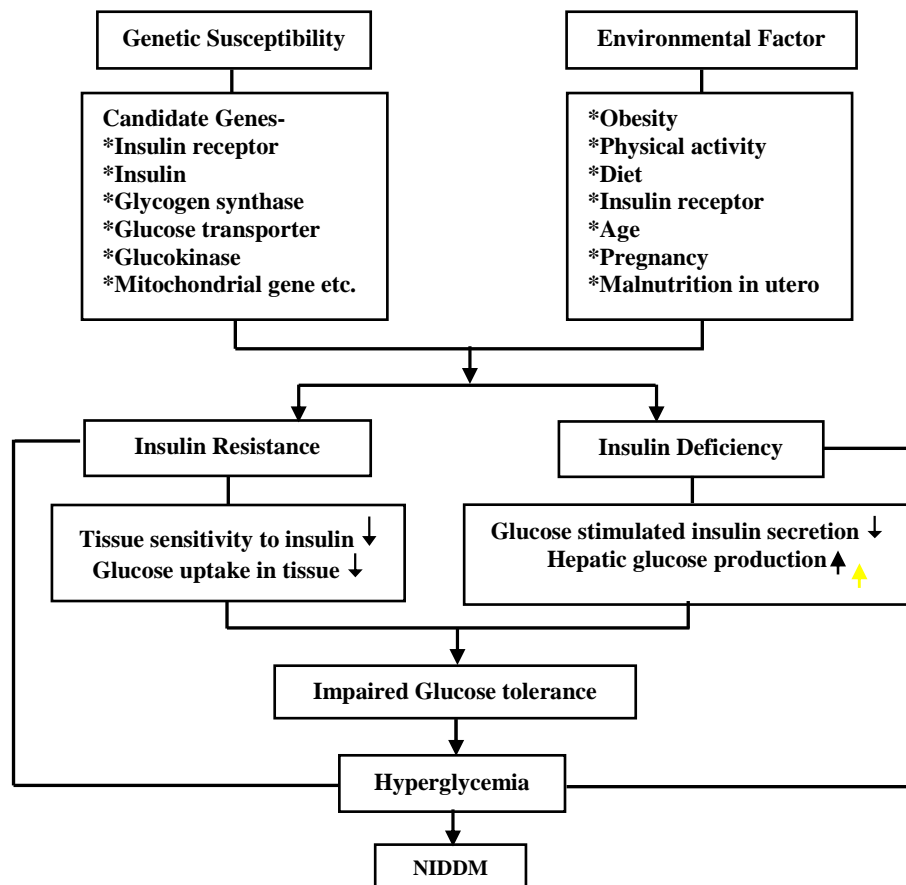 Genetic Susceptibility
Environmental Factor
Candidate Genes-
*Insulin receptor
*Insulin
*Glycogen synthase
*Glucose transporter
*Glucokinase
*Mitochondrial gene etc.
*Obesity
*Physical activity
*Diet
*Insulin receptor
*Age
*Pregnancy
*Malnutrition in utero
Insulin Resistance
Insulin Deficiency
Tissue sensitivity to insulin
Glucose uptake in tissue
Glucose stimulated insulin secretion
Hepatic glucose production
Impaired Glucose tolerance
Hyperglycemia
NIDDM